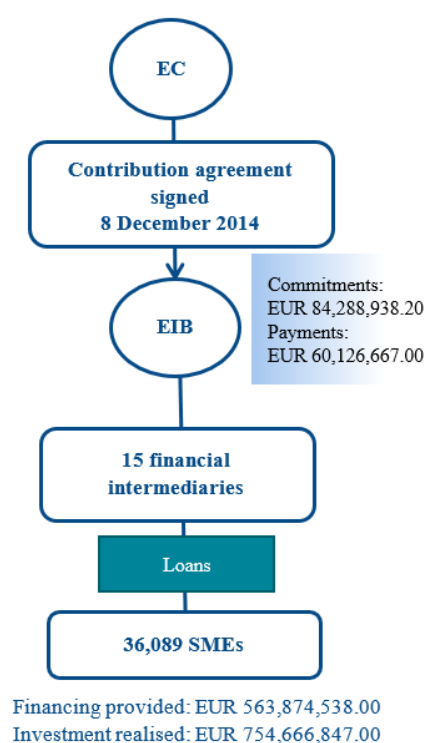 EC
Contribution agreement
signed
8 December 2014
Commitments:
EUR 84,288,938.20
Payments:
EUR 60,126,667.00
EIB
15 financial
intermediaries
Loans
36,089 SMEs
Financing provided: EUR 563,874,538.00
Investment realised: EUR 754,666,847.00